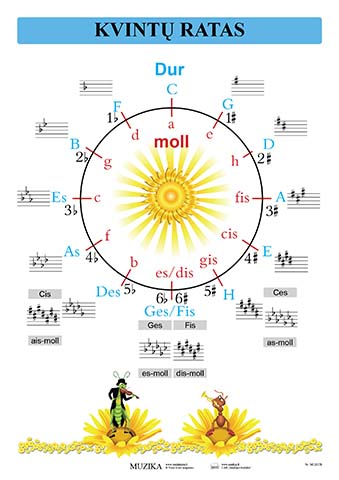 KVINTŲ RATAS
Dur
C
F
G
1♭
a
1♯
d
e
moll
B
D
2♭
g
h
2♯
Es
c
fis
A
3♭
3♯
As
f
cis
E
4♭
4♯
b
es/dis
gis
Des
5♭
6♭
6♯
5♯
H
Ges/Fis
Cis
Ces
Ges
Fis
ais-moll
as-moll
es-moll
dis-moll
MUZIKA